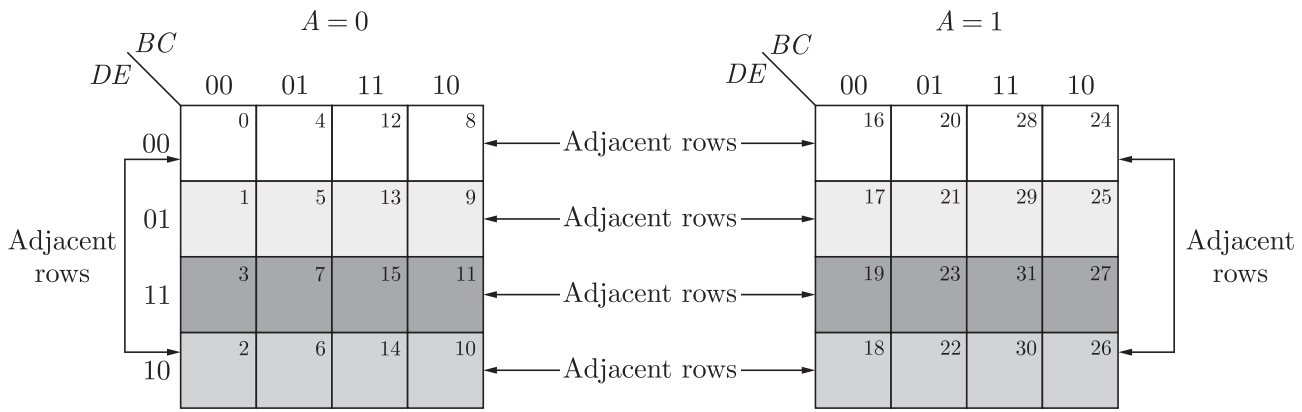 A = 0
A = 1
BC
BC
DE
DE
00 01 11 10
00 01 11 10
00
0 4 12 8
Adjacent rows
16 20 28 24
01
1 5 13 9
Adjacent rows
17 21 29 25
Adjacent
rows
Adjacent
rows
11
3 7 15 11
Adjacent rows
19 23 31 27
10
2 6 14 10
Adjacent rows
18 22 30 26